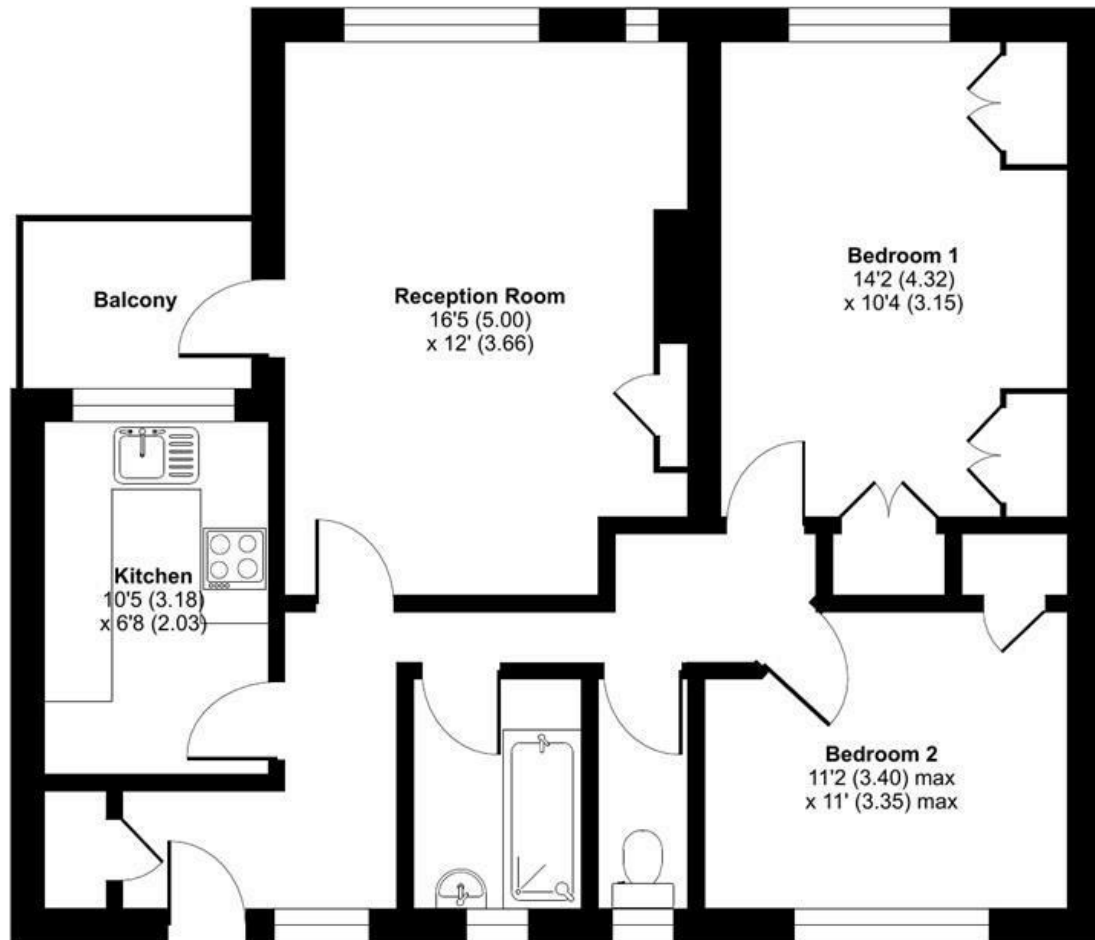 Balcony
Reception Room
16'5 (5.00)
x 12' (3.66)
Bedroom 1
14'2 (4.32)
x 10'4 (3.15)
Kitchen
10'5 (3.18)
x 6'8 (2.03)
Bedroom 2
11'2 (3.40) max
x 11' (3.35) max